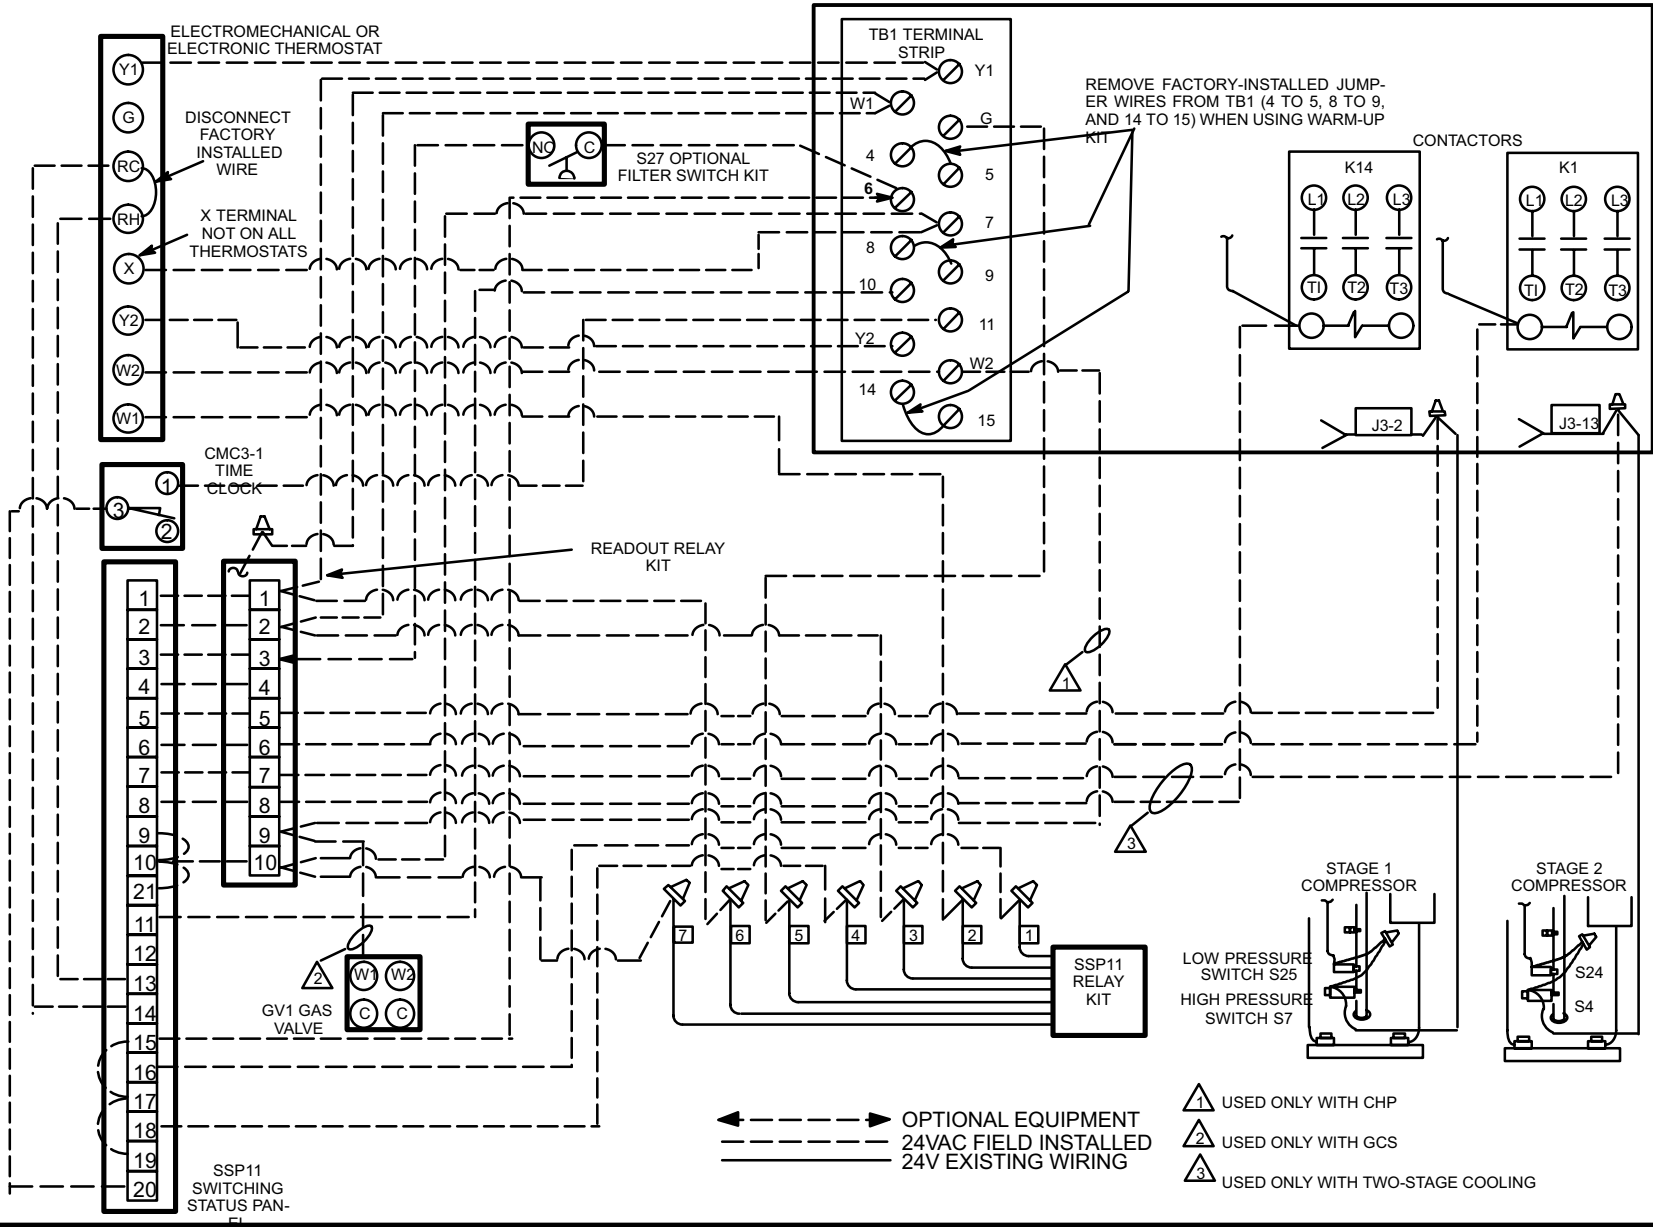 ELECTROMECHANICAL OR
ELECTRONIC THERMOSTAT
Y1
G
RC
RH
X
Y2
W2
W1
DISCONNECT
FACTORY
INSTALLED
WIRE
X TERMINAL
NOT ON ALL
THERMOSTATS
NO
C
S27 OPTIONAL
FILTER SWITCH KIT
TB1 TERMINAL
STRIP
Y1
W1
G
4
5
6
7
8
9
10
11
Y2
W2
14
15
REMOVE FACTORY-INSTALLED JUMP-
ER WIRES FROM TB1 (4 TO 5, 8 TO 9,
AND 14 TO 15) WHEN USING WARM-UP
KIT
CONTACTORS
K14
L1 L2 L3
T1 T2 T3
K1
L1 L2 L3
T1 T2 T3
J3-2
J3-13
CMC3-1
TIME
CLOCK
1
3
2
READOUT RELAY
KIT
1
2
3
4
5
6
7
8
9
10
21
11
12
13
14
15
16
17
18
19
20
1
2
3
4
5
6
7
8
9
10
1
3
2
W1 W2
C C
GV1 GAS
VALVE
7 6 5 4 3 2 1
SSP11
RELAY
KIT
STAGE 1
COMPRESSOR
STAGE 2
COMPRESSOR
LOW PRESSURE
SWITCH S25
HIGH PRESSURE
SWITCH S7
S24
S4
SSP11
SWITCHING
STATUS PAN-
EL
OPTIONAL EQUIPMENT
24VAC FIELD INSTALLED
24V EXISTING WIRING
1 USED ONLY WITH CHP
2 USED ONLY WITH GCS
3 USED ONLY WITH TWO-STAGE COOLING